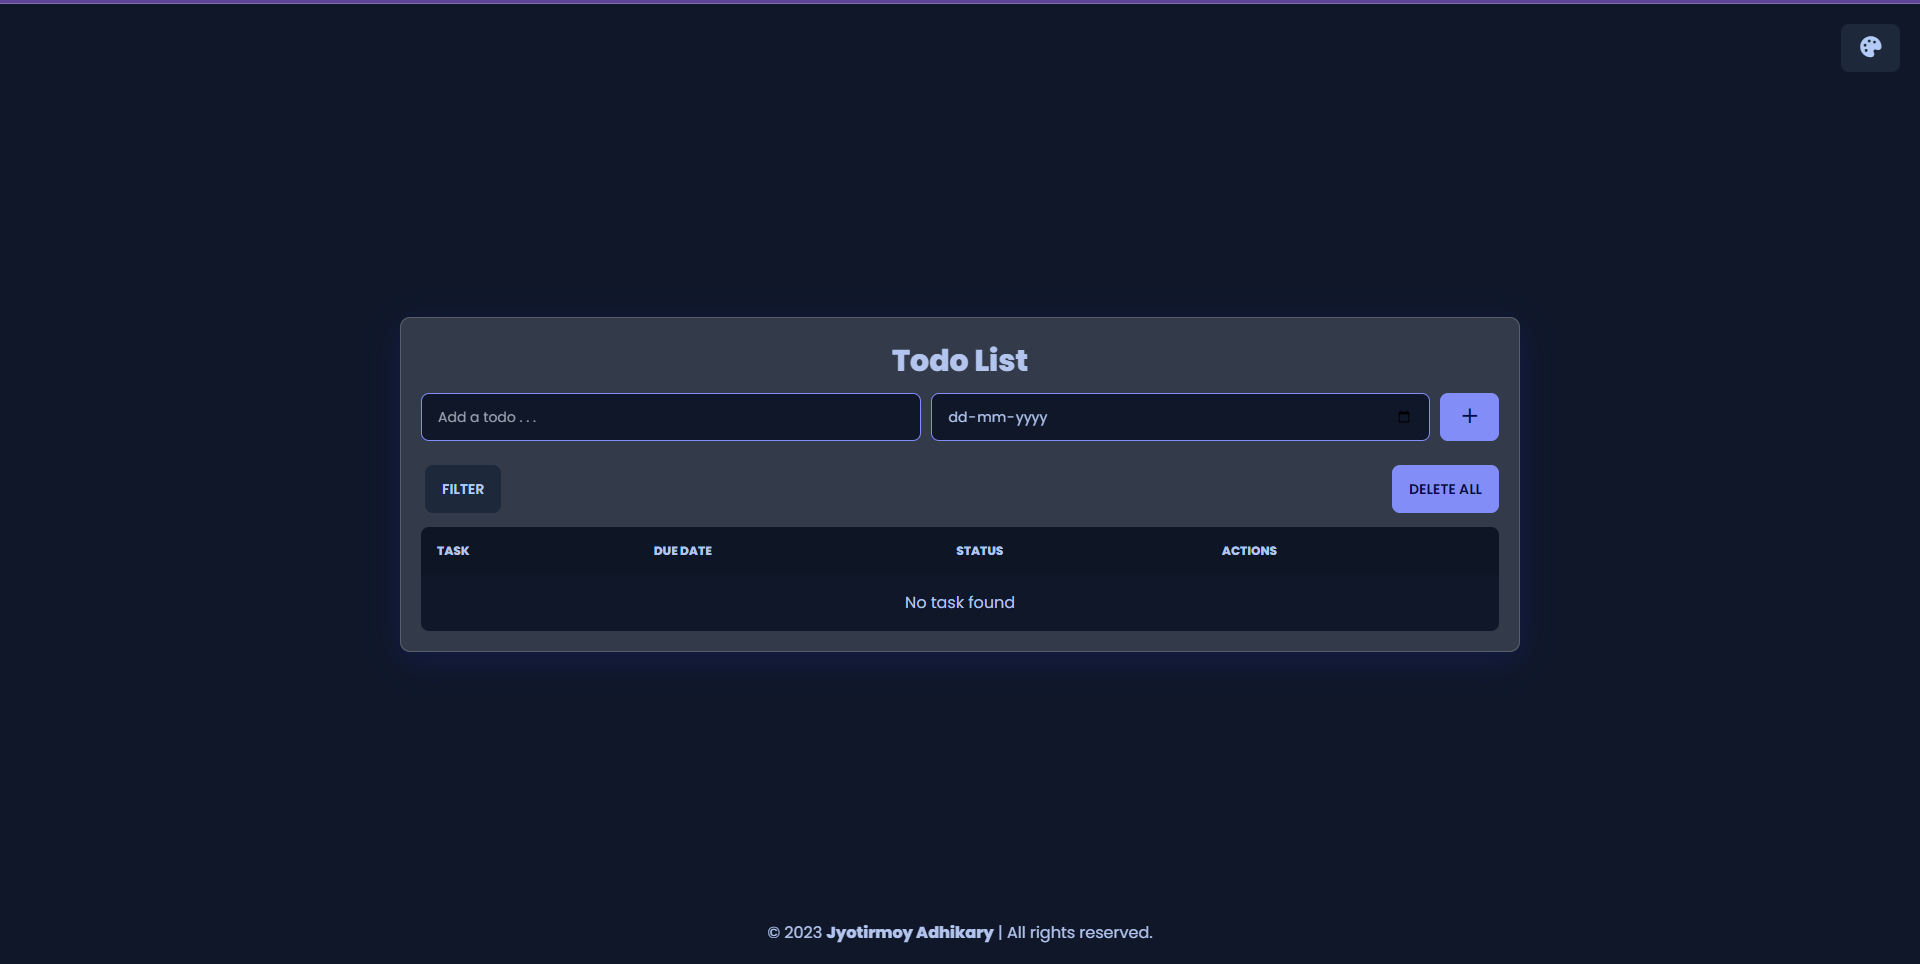 Todo List
Add a todo . . .
dd-mm-yyyy
+
FILTER
DELETE ALL
TASK DUE DATE STATUS ACTIONS
No task found
© 2023 Jyotirmoy Adhikary | All rights reserved.